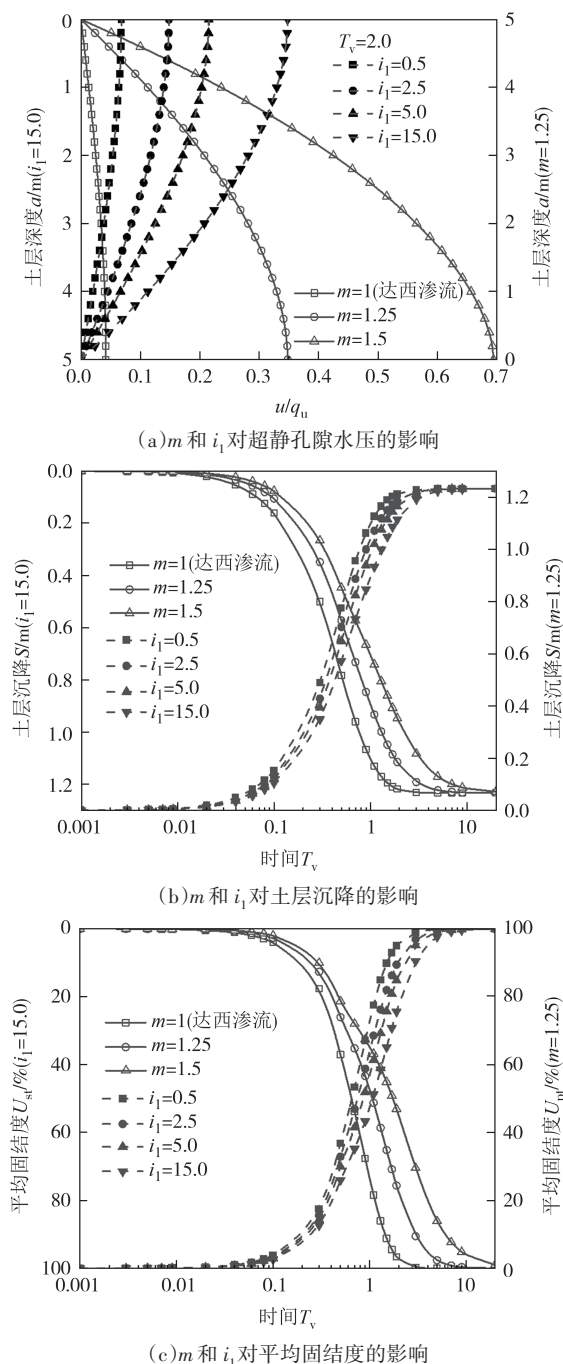 0
1
2
3
4
5
土层深度a/m(i₁=15.0)
5
4
3
2
1
0
土层深度a/m(m=1.25)
Tᵥ=2.0
i₁=0.5
i₁=2.5
i₁=5.0
i₁=15.0
m=1(达西渗流)
m=1.25
m=1.5
0.0 0.1 0.2 0.3 0.4 0.5 0.6 0.7
u/qᵤ
(a)m 和 i₁对超静孔隙水压的影响
0.0
0.2
0.4
0.6
0.8
1.0
1.2
土层沉降S/m(i₁=15.0)
1.2
1.0
0.8
0.6
0.4
0.2
0.0
土层沉降S/m(m=1.25)
m=1(达西渗流)
m=1.25
m=1.5
i₁=0.5
i₁=2.5
i₁=5.0
i₁=15.0
0.001 0.01 0.1 1 10
时间Tᵥ
(b)m 和 i₁对土层沉降的影响
0
20
40
60
80
100
平均固结度Uₛₜ/%(i₁=15.0)
100
80
60
40
20
0
平均固结度Uₚₜ/%(m=1.25)
m=1(达西渗流)
m=1.25
m=1.5
i₁=0.5
i₁=2.5
i₁=5.0
i₁=15.0
0.001 0.01 0.1 1 10
时间Tᵥ
(c)m 和 i₁对平均固结度的影响